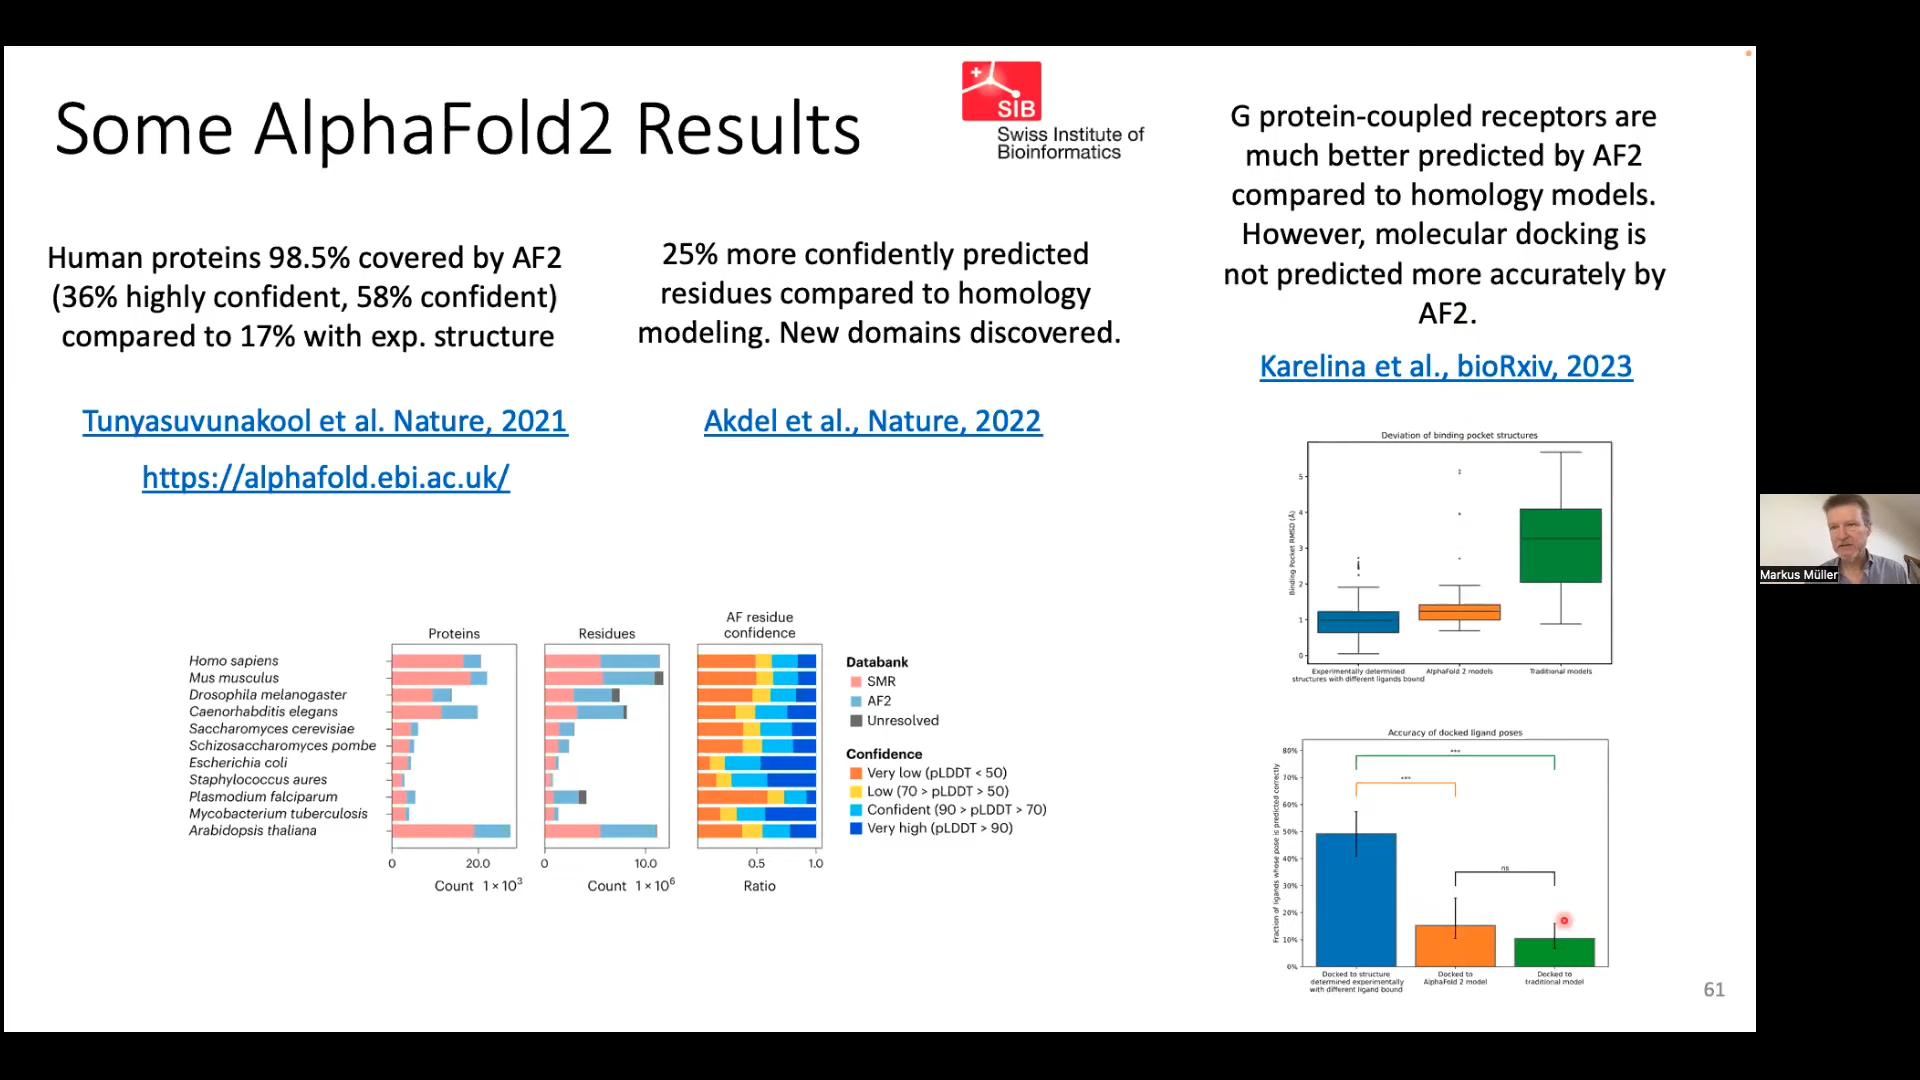 Some AlphaFold2 Results
SIB
Swiss Institute of
Bioinformatics
Human proteins 98.5% covered by AF2
(36% highly confident, 58% confident)
compared to 17% with exp. structure
Tunyasuvunakool et al. Nature, 2021
https://alphafold.ebi.ac.uk/
25% more confidently predicted
residues compared to homology
modeling. New domains discovered.
Akdel et al., Nature, 2022
G protein-coupled receptors are
much better predicted by AF2
compared to homology models.
However, molecular docking is
not predicted more accurately by
AF2.
Karelina et al., bioRxiv, 2023
Proteins
Residues
AF residue
confidence
Homo sapiens
Mus musculus
Drosophila melanogaster
Caenorhabditis elegans
Saccharomyces cerevisiae
Schizosaccharomyces pombe
Escherichia coli
Staphylococcus aures
Plasmodium falciparum
Mycobacterium tuberculosis
Arabidopsis thaliana
0 20.0
Count 1 × 10³
0 10.0
Count 1 × 10⁶
0.5 1.0
Ratio
Databank
SMR
AF2
Unresolved
Confidence
Very low (pLDDT < 50)
Low (70 > pLDDT > 50)
Confident (90 > pLDDT > 70)
Very high (pLDDT > 90)
Deviation of binding pocket structures
Binding Pocket RMSD (Å)
5
4
3
2
1
0
Experimentally determined
structures with different ligands bound
AlphaFold 2 models
Traditional models
Accuracy of docked ligand poses
Fraction of ligands whose pose is predicted correctly
80%
70%
60%
50%
40%
30%
20%
10%
0%
***
***
ns
Docked to structure
determined experimentally
with different ligand bound
Docked to
AlphaFold 2 model
Docked to
traditional model
61
Markus Müller